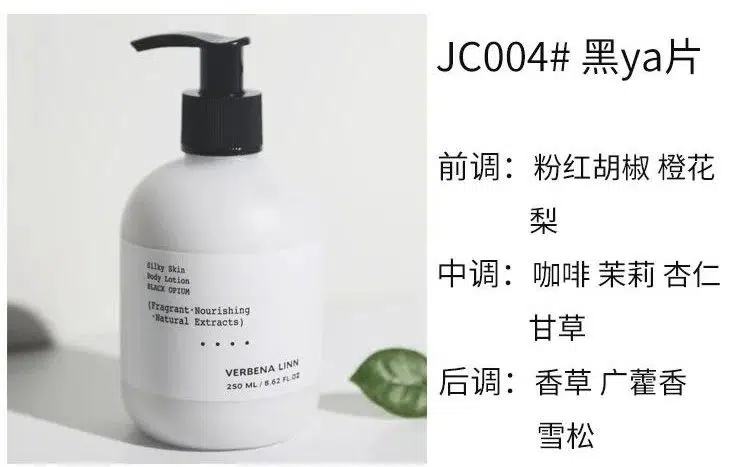 Silky Skin
Body Lotion
BLACK OPIUM
(Fragrant·Nourishing
·Natural Extracts)
VERBENA LINN
250 ML / 8.62 FL.OZ
JC004# 黑ya片
前调：粉红胡椒 橙花
梨
中调：咖啡 茉莉 杏仁
甘草
后调：香草 广藿香
雪松